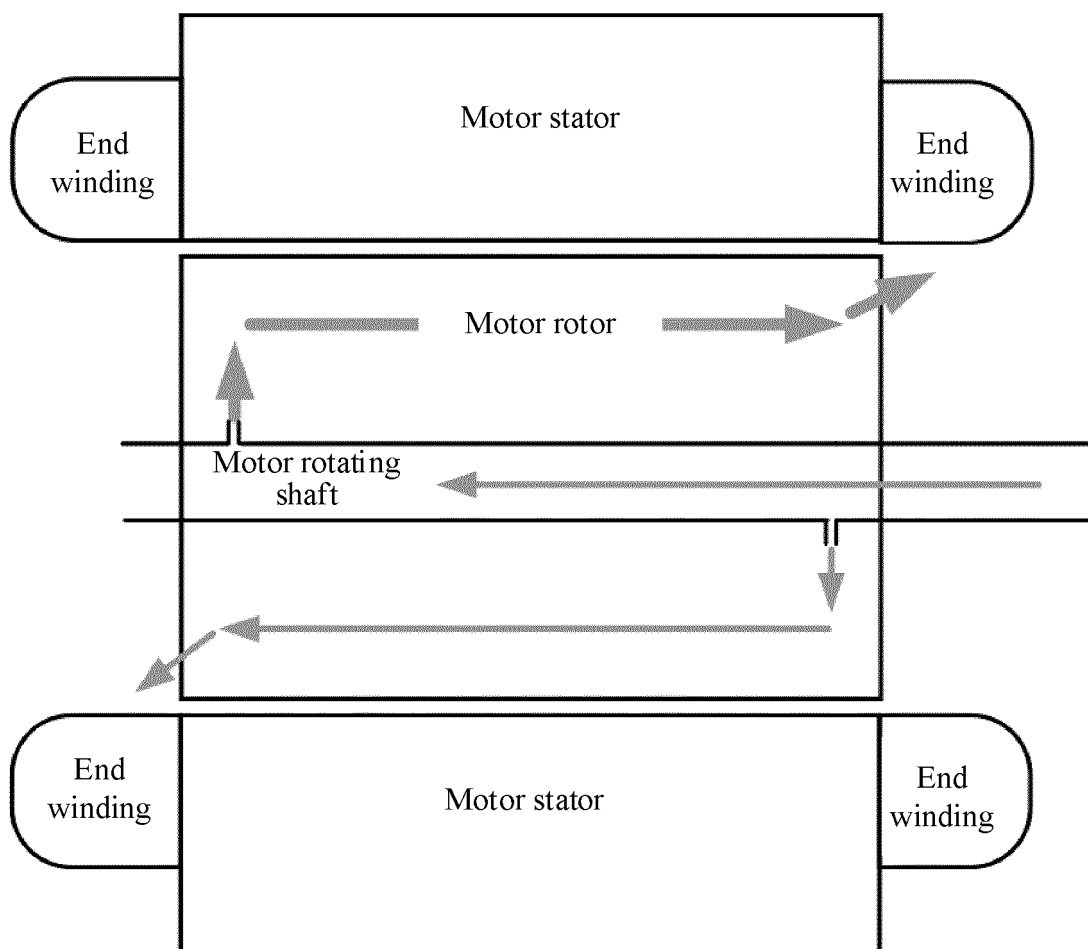 Motor stator
End
winding
End
winding
Motor rotor
Motor rotating
shaft
End
winding
Motor stator
End
winding